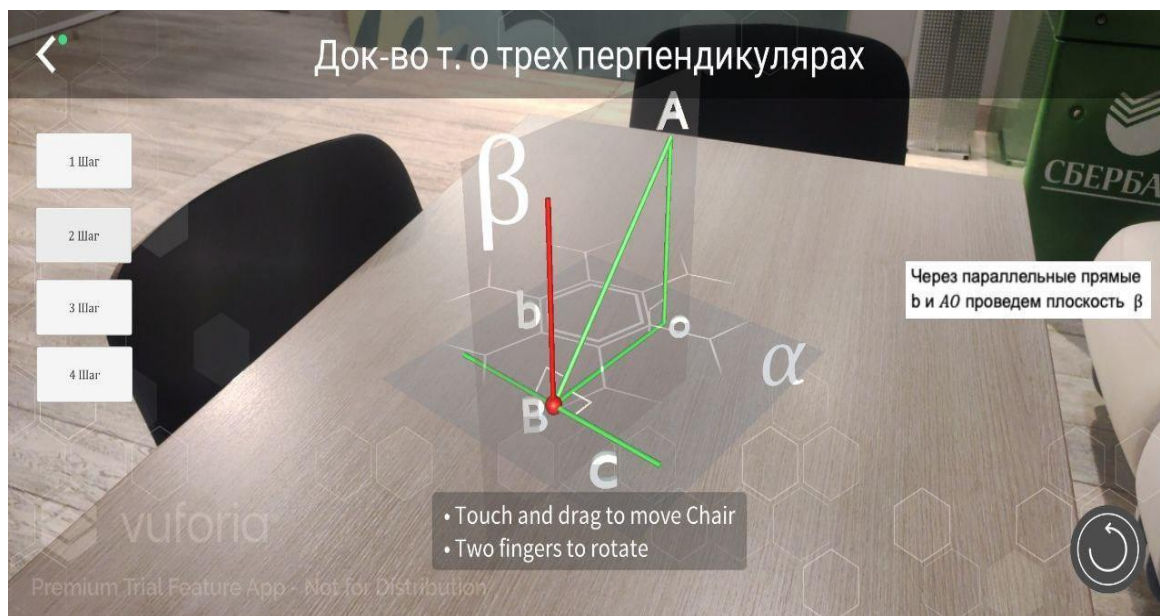 Док-во т. о трех перпендикулярах
1 Шаг
2 Шаг
3 Шаг
4 Шаг
A
β
b
o
α
B
C
СБЕРБА
Через параллельные прямые
b и AO проведем плоскость β
• Touch and drag to move Chair
• Two fingers to rotate
vuforia
Premium Trial Feature App - Not for Distribution